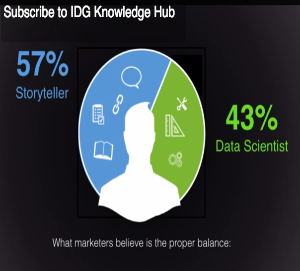 Subscribe to IDG Knowledge Hub
57%
Storyteller
43%
Data Scientist
What marketers believe is the proper balance: